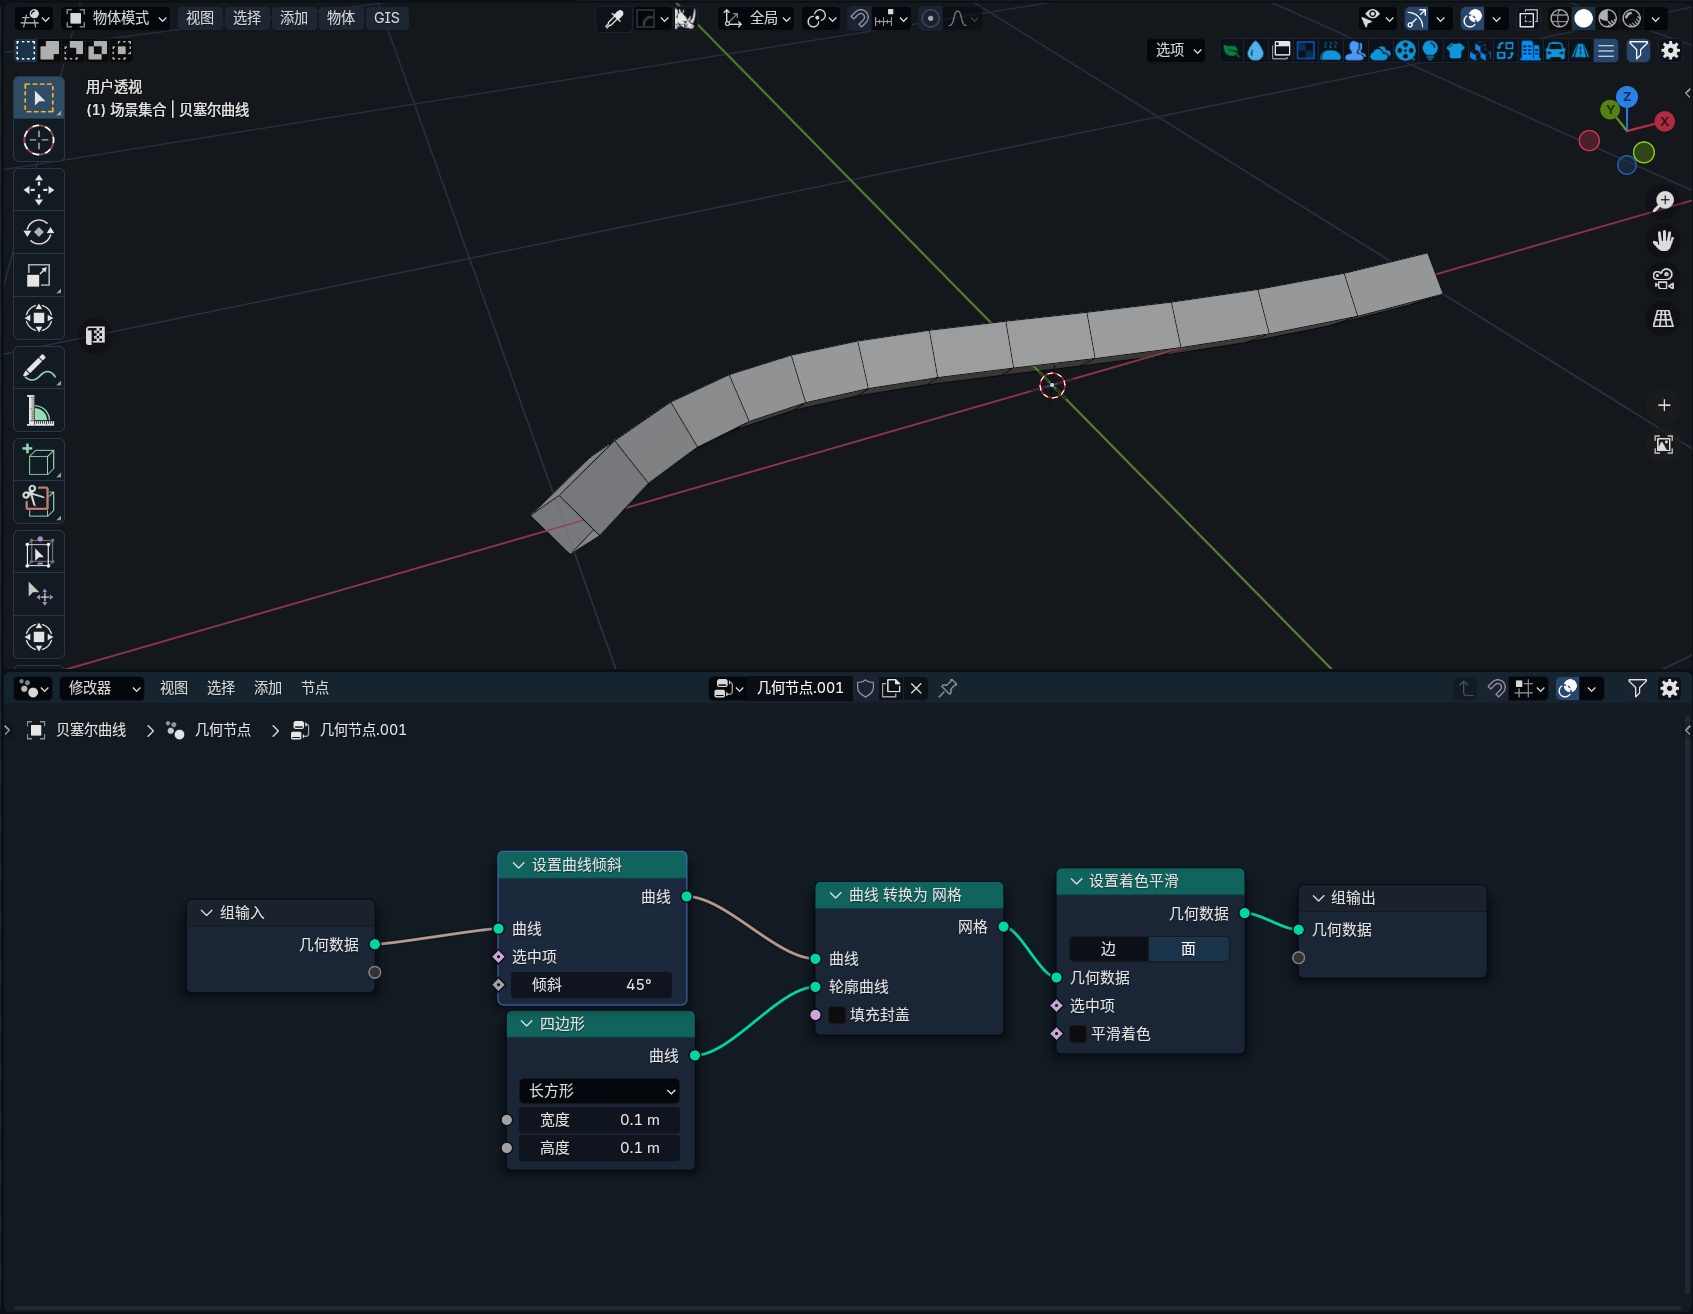 物体模式 视图 选择 添加 物体 GIS 全局
选项
用户透视
(1) 场景集合 | 贝塞尔曲线
Z
Y
X
修改器 视图 选择 添加 节点 几何节点.001
贝塞尔曲线 几何节点 几何节点.001
组输入
几何数据
设置曲线倾斜
曲线
曲线
选中项
倾斜 45°
四边形
曲线
长方形
宽度 0.1 m
高度 0.1 m
曲线 转换为 网格
网格
曲线
轮廓曲线
填充封盖
设置着色平滑
几何数据
边 面
几何数据
选中项
平滑着色
组输出
几何数据